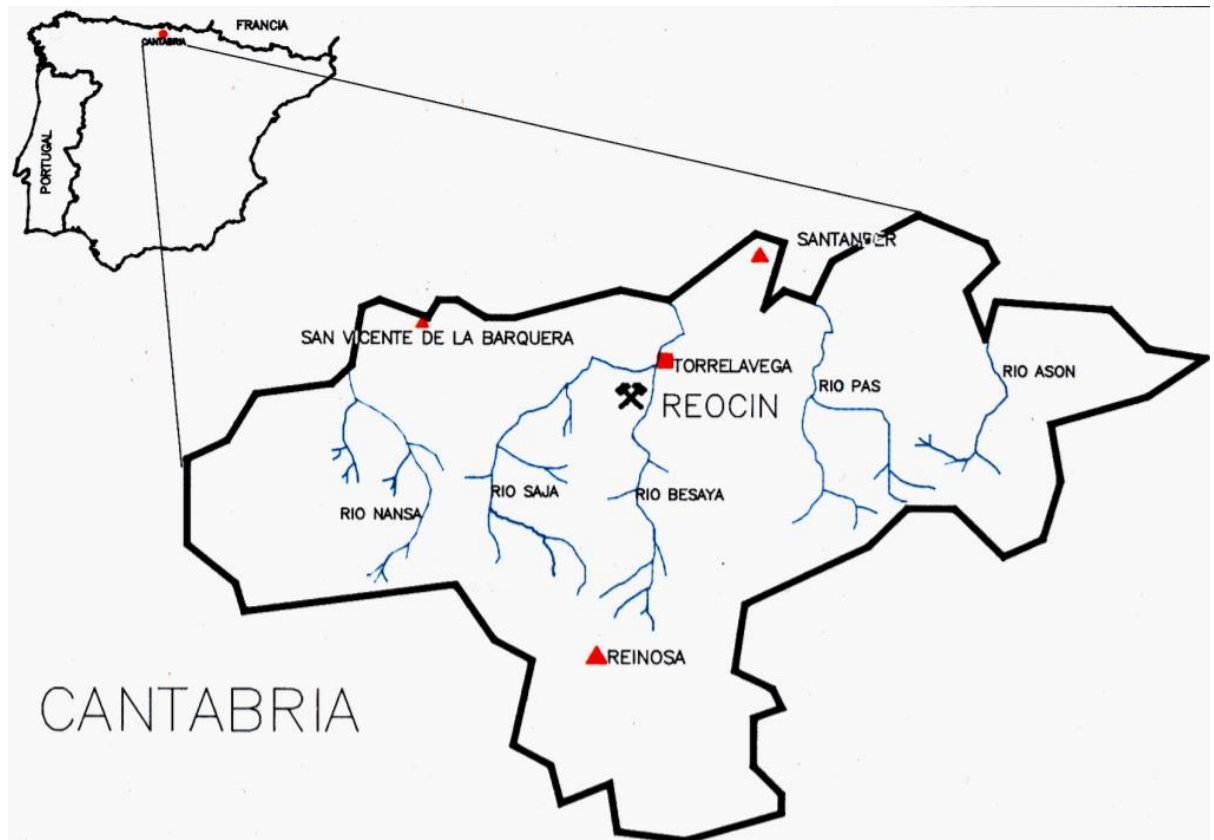 FRANCIA
CANTABRIA
PORTUGAL
SANTANDER
SAN VICENTE DE LA BARQUERA
TORRELAVEGA
RIO PAS
RIO ASON
REOCIN
RIO SAJA
RIO BESAYA
RIO NANSA
REINOSA
CANTABRIA